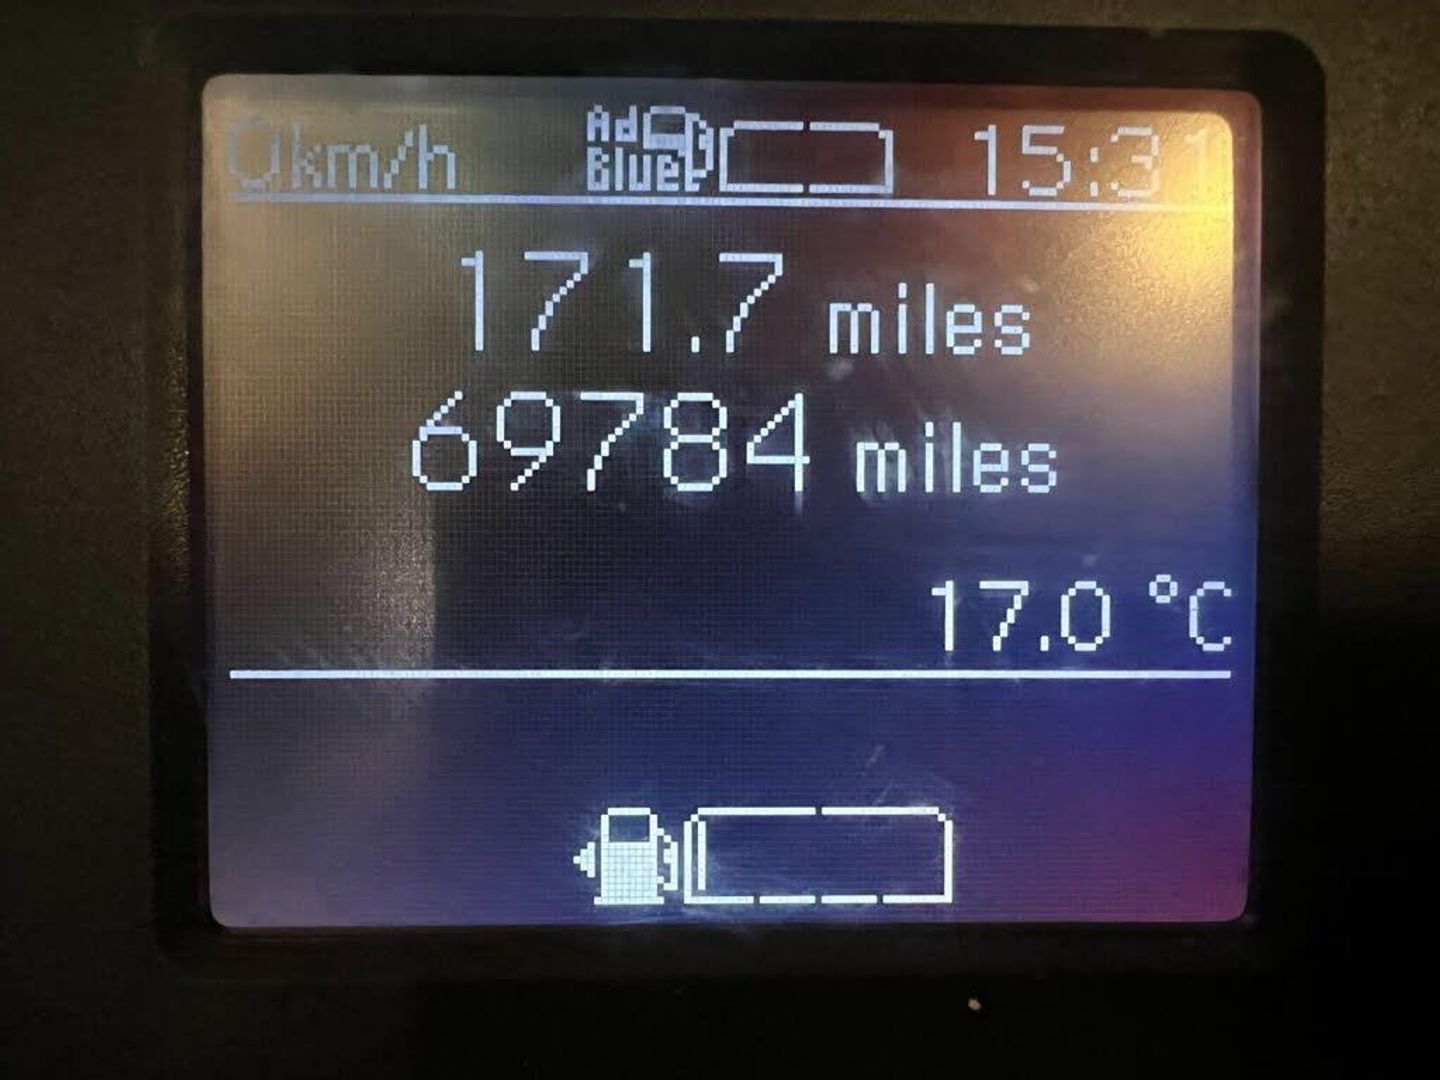 0km/h Ad Blue 15:31
171.7 miles
69784 miles
17.0 °C